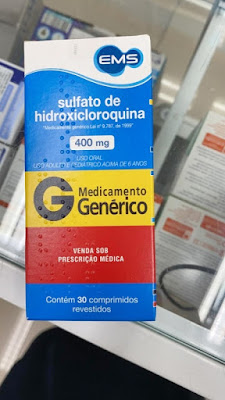 EMS
sulfato de
hidroxicloroquina
"Medicamento genérico Lei nº 9.787, de 1999"
400 mg
USO ORAL
USO ADULTO E PEDIÁTRICO ACIMA DE 6 ANOS
G Medicamento
Genérico
VENDA SOB
PRESCRIÇÃO MÉDICA
Contém 30 comprimidos
revestidos